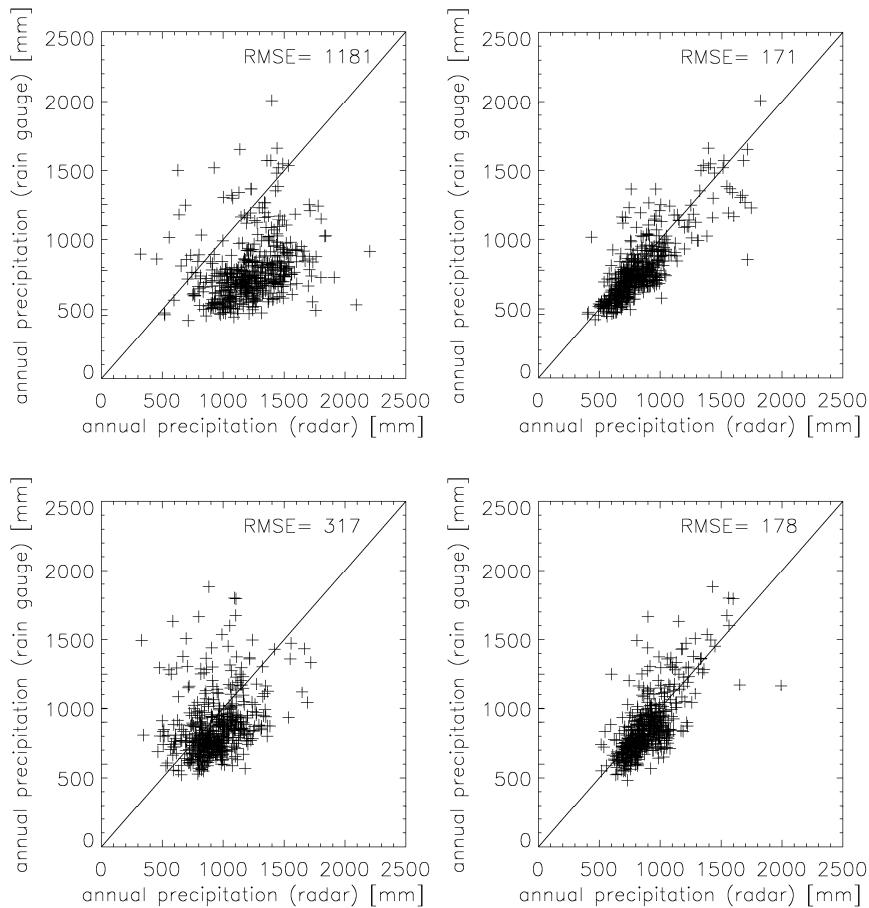 RMSE= 1181
annual precipitation (rain gauge) [mm]
2500
2000
1500
1000
500
0
0 500 1000 1500 2000 2500
annual precipitation (radar) [mm]
RMSE= 171
annual precipitation (rain gauge) [mm]
2500
2000
1500
1000
500
0
0 500 1000 1500 2000 2500
annual precipitation (radar) [mm]
RMSE= 317
annual precipitation (rain gauge) [mm]
2500
2000
1500
1000
500
0
0 500 1000 1500 2000 2500
annual precipitation (radar) [mm]
RMSE= 178
annual precipitation (rain gauge) [mm]
2500
2000
1500
1000
500
0
0 500 1000 1500 2000 2500
annual precipitation (radar) [mm]